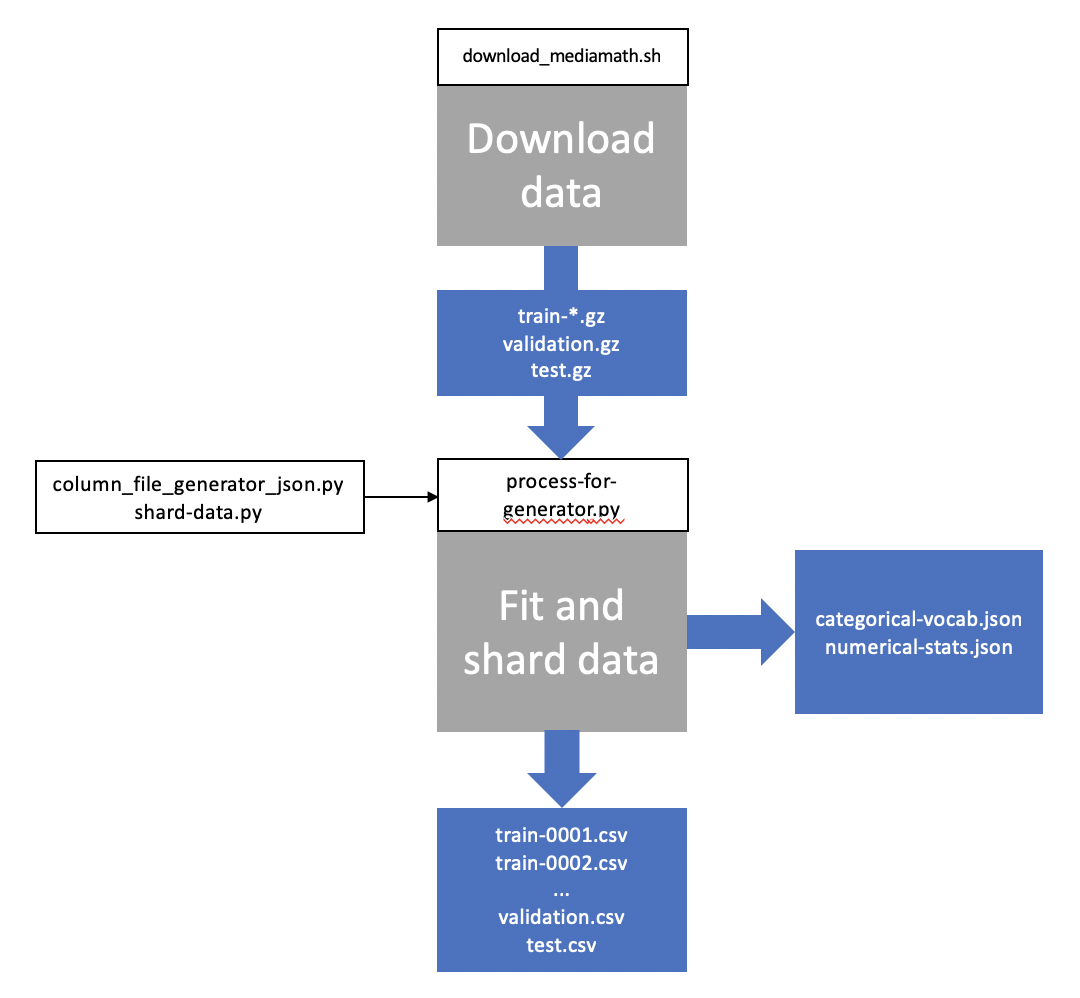 download_mediamath.sh
Download
data
train-*.gz
validation.gz
test.gz
column_file_generator_json.py
shard-data.py
process-for-
generator.py
Fit and
shard data
categorical-vocab.json
numerical-stats.json
train-0001.csv
train-0002.csv
...
validation.csv
test.csv